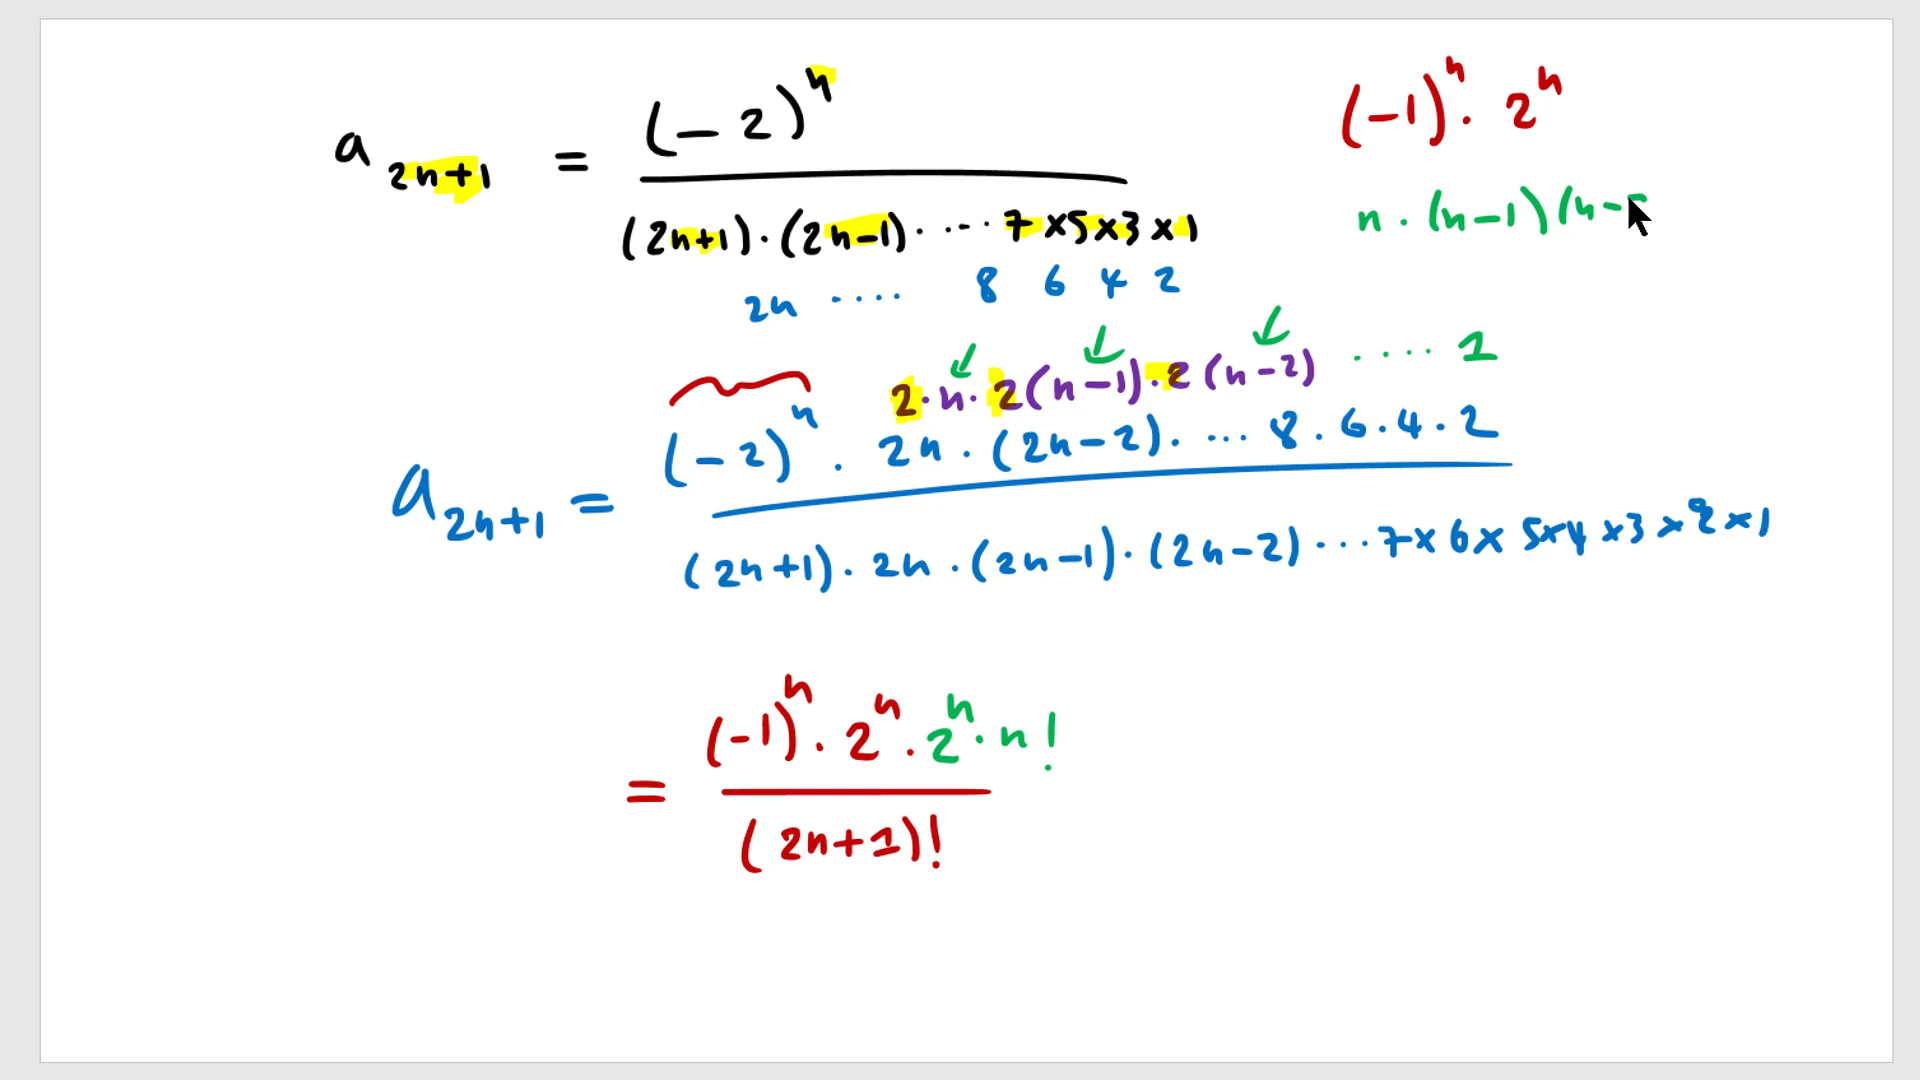 a_{2n+1} = (-2)^n / (2n+1)·(2n-1)· ··· 7×5×3×1
(-1)^n · 2^n
n · (n-1)(n-
2n ···· 8 6 4 2
2·n·2(n-1)·2(n-2) ···· 1
a_{2n+1} = (-2)^n · 2n · (2n-2)· ... 8 . 6 . 4 . 2 / (2n+1)· 2n ·(2n-1)·(2n-2) ··· 7× 6× 5×4×3×2×1
= (-1)^n · 2^n · 2^n · n! / (2n+1)!